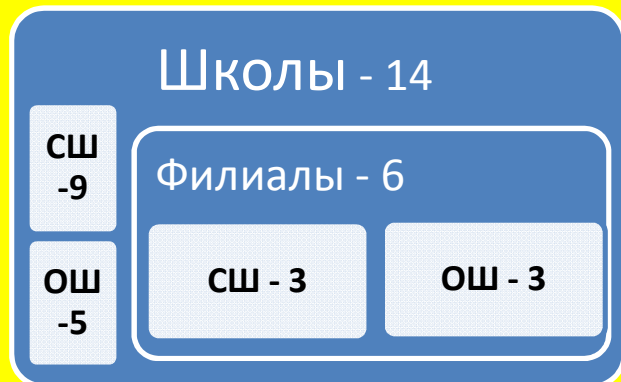 Школы - 14
СШ
-9
ОШ
-5
Филиалы - 6
СШ - 3
ОШ - 3